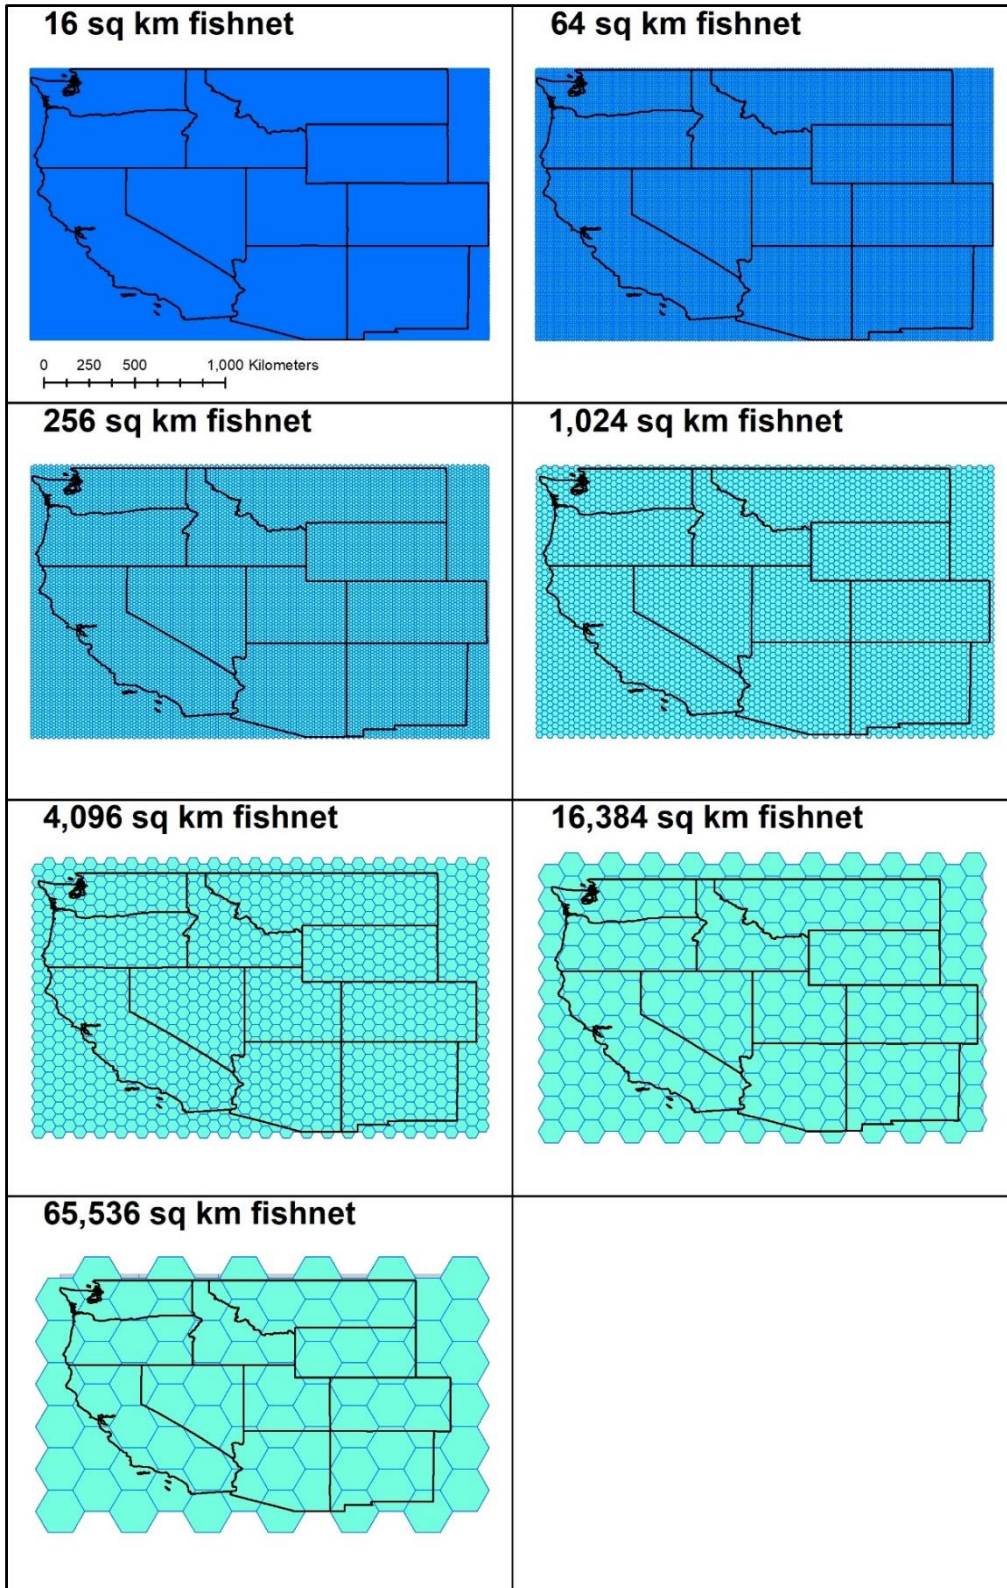 16 sq km fishnet
64 sq km fishnet
0 250 500 1,000 Kilometers
256 sq km fishnet
1,024 sq km fishnet
4,096 sq km fishnet
16,384 sq km fishnet
65,536 sq km fishnet